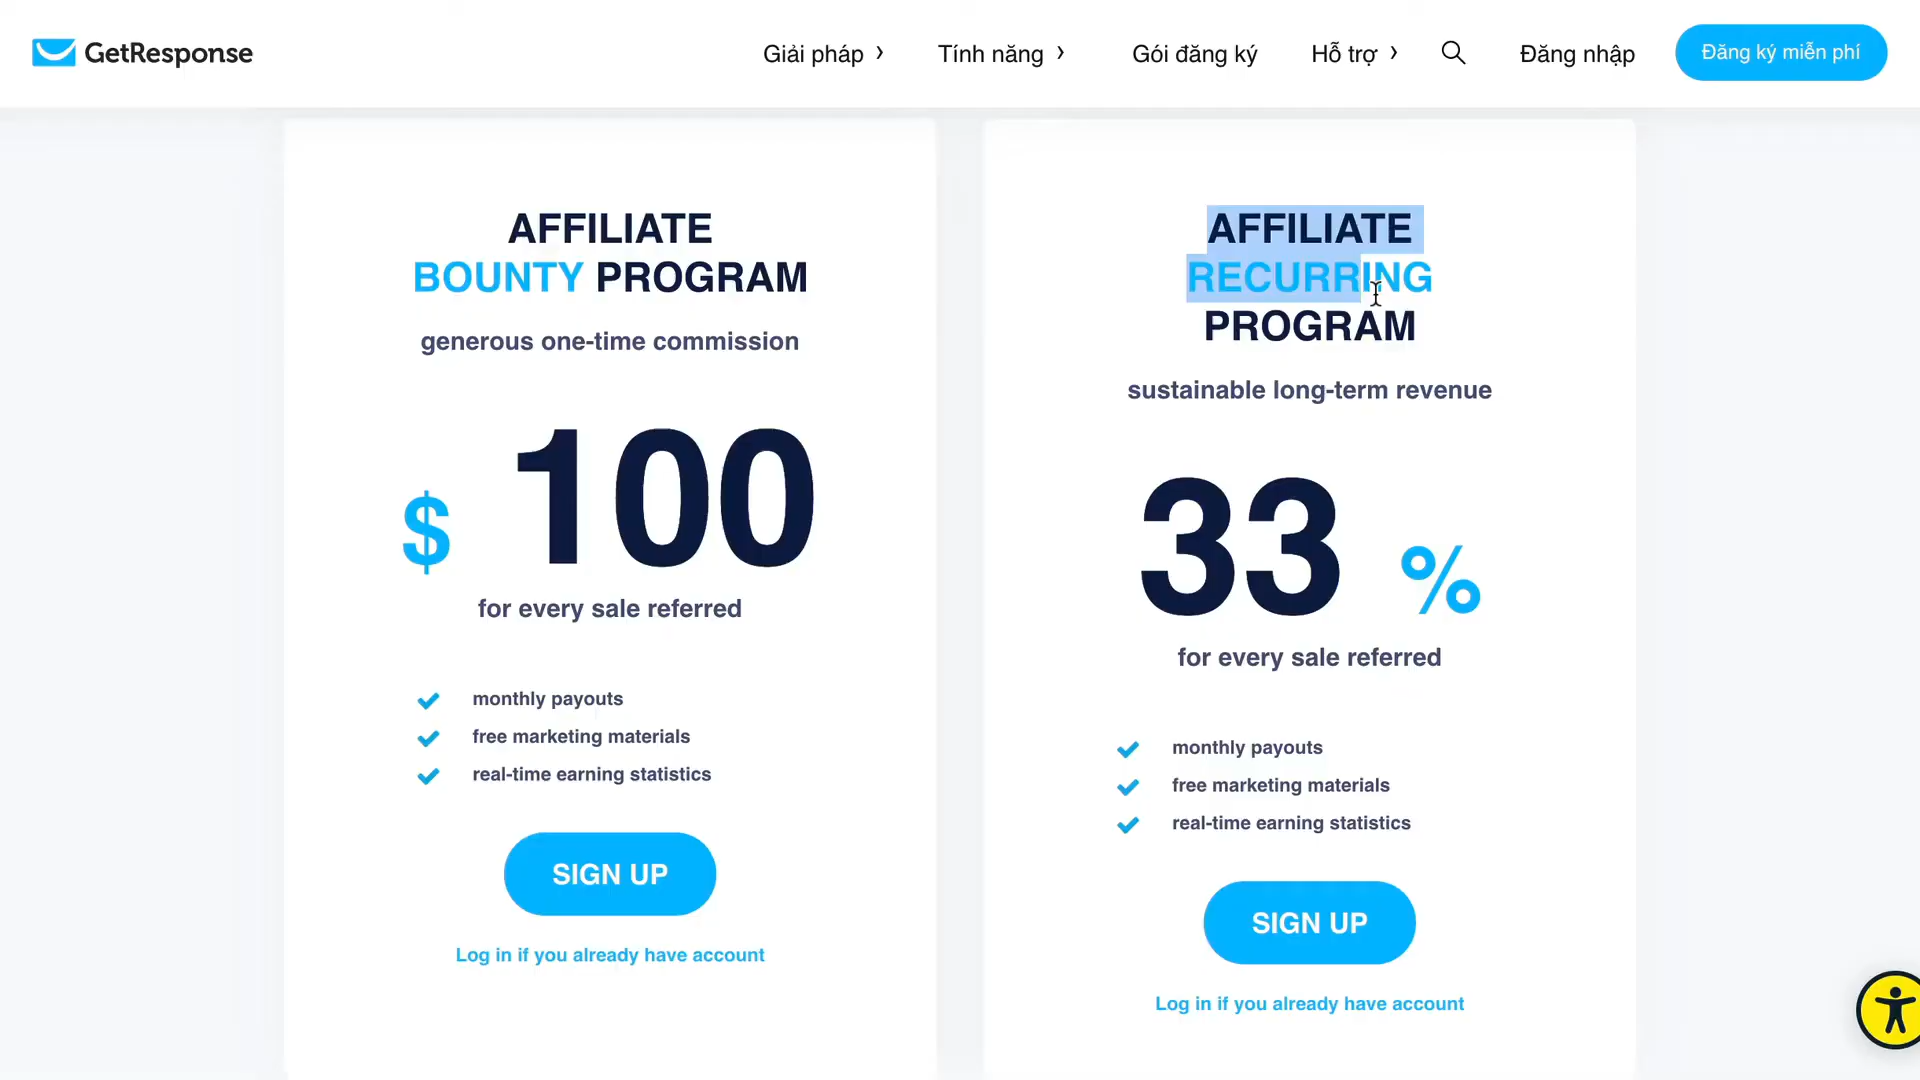 GetResponse
Giải pháp
Tính năng
Gói đăng ký
Hỗ trợ
Đăng nhập
Đăng ký miễn phí
AFFILIATE
BOUNTY PROGRAM
generous one-time commission
$ 100
for every sale referred
monthly payouts
free marketing materials
real-time earning statistics
SIGN UP
Log in if you already have account
AFFILIATE
RECURRING
PROGRAM
sustainable long-term revenue
33 %
for every sale referred
monthly payouts
free marketing materials
real-time earning statistics
SIGN UP
Log in if you already have account